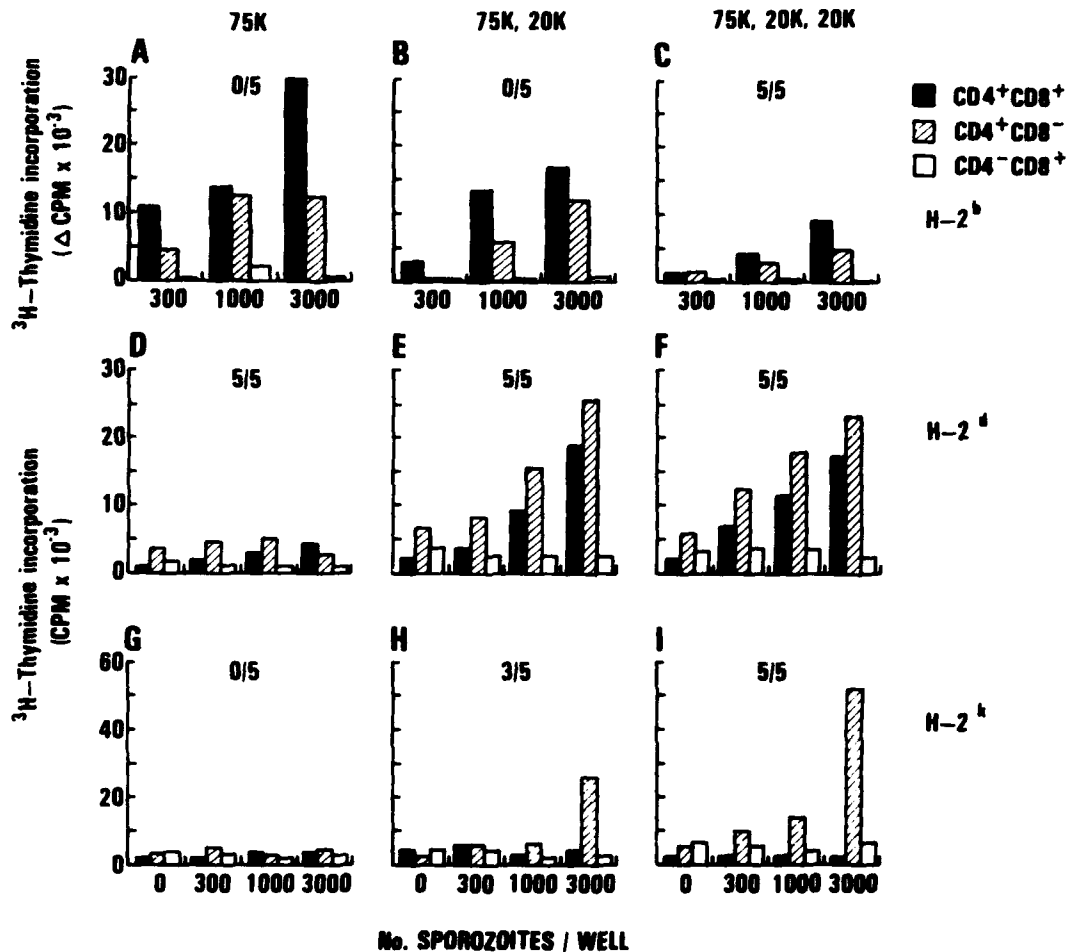 75K 75K, 20K 75K, 20K, 20K
A B C
0/5 0/5 5/5
³H–Thymidine incorporation
(Δ CPM x 10⁻³)
30
20
10
0
300 1000 3000 300 1000 3000 300 1000 3000
CD4⁺CD8⁺
CD4⁺CD8⁻
CD4⁻CD8⁺
H–2ᵇ
D E F
5/5 5/5 5/5
30
20
10
0
H–2ᵈ
³H–Thymidine incorporation
(CPM x 10⁻³)
G H I
0/5 3/5 5/5
60
40
20
0
0 300 1000 3000 0 300 1000 3000 0 300 1000 3000
H–2ᵏ
No. SPOROZOITES / WELL